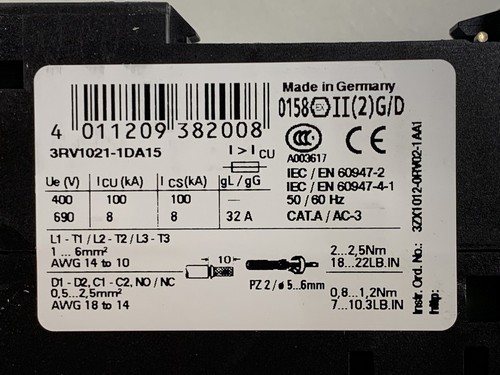 Made in Germany
0158 Ex II(2)G/D
4 011209 382008
3RV1021-1DA15
I > I CU
CCC CE
A003617
IEC / EN 60947-2
IEC / EN 60947-4-1
50 / 60 Hz
CAT.A / AC-3
Ue (V) I CU (kA) I CS (kA) gL / gG
400 100 100 —
690 8 8 32 A
L1 - T1 / L2 - T2 / L3 - T3
1 ... 6mm²
AWG 14 to 10
D1 - D2, C1 - C2, NO / NC
0,5...2,5mm²
AWG 18 to 14
10
PZ 2 / ø 5...6mm
2...2,5Nm
18...22LB.IN
0,8...1,2Nm
7...10.3LB.IN
Instr. Ord. No.: 3ZX1012-0RV02-1AA1
http: